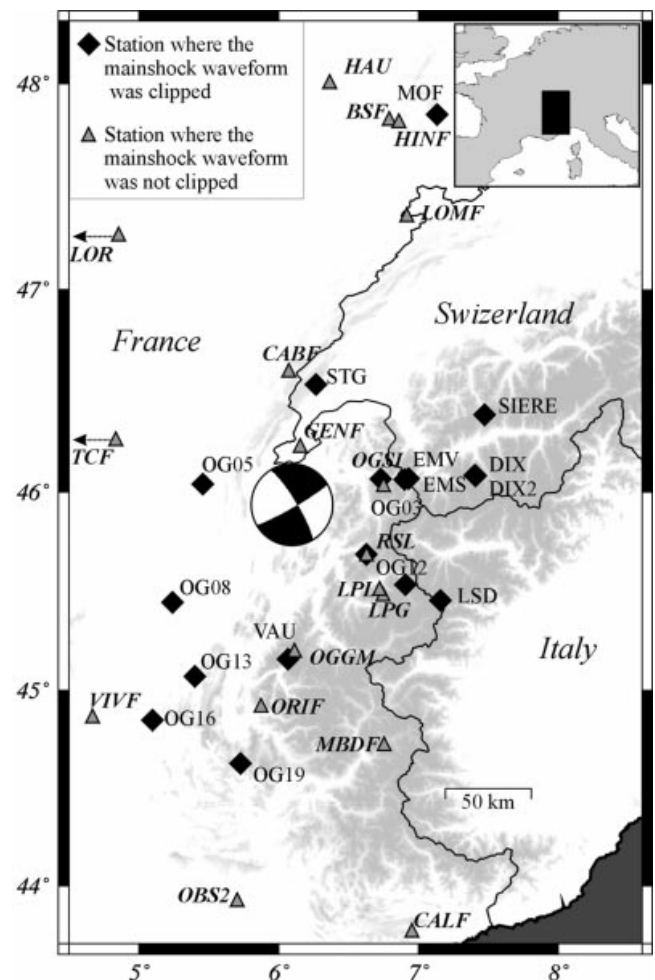 Station where the
mainshock waveform
was clipped
Station where the
mainshock waveform
was not clipped
48°
47°
46°
45°
44°
HAU
MOF
BSF
HINF
LOMF
LOR
Swizerland
France
CABF
STG
SIERE
GENF
TCF
OG05
OGSI
EMV
EMS
DIX
DIX2
OG03
RSL
OG12
OG08
LPL
LPG
LSD
VAU
OGGM
OG13
Italy
VIVF
OG16
ORIF
MBDF
OG19
50 km
OBS2
CALF
5°
6°
7°
8°